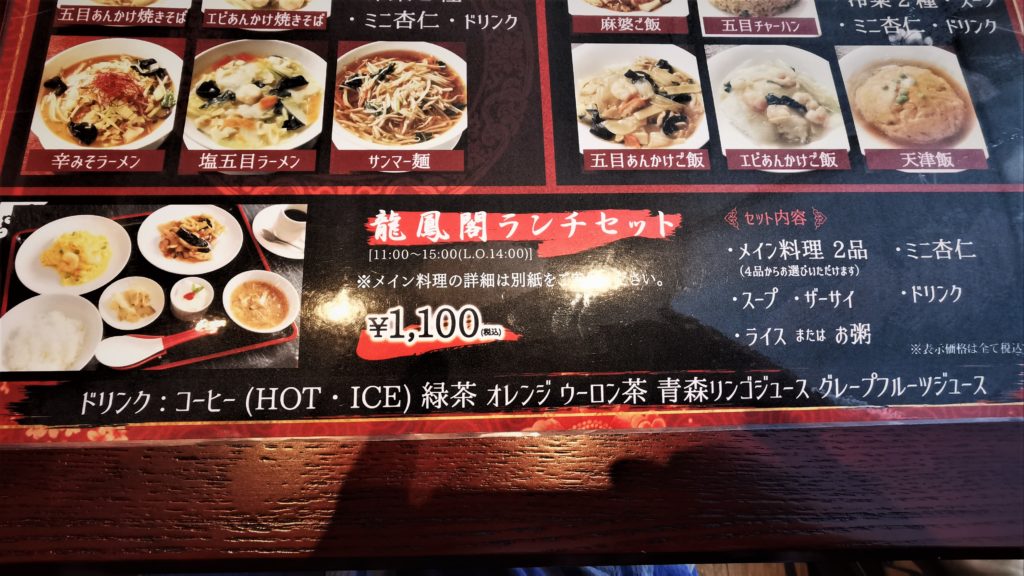 五目あんかけ焼きそば
エビあんかけ焼きそば
・ミニ杏仁 ・ドリンク
麻婆ご飯
五目チャーハン
・ミニ杏仁 ・ドリンク
辛みそラーメン
塩五目ラーメン
サンマー麺
五目あんかけご飯
エビあんかけご飯
天津飯
龍鳳閣ランチセット
[11:00～15:00(L.O.14:00)]
※メイン料理の詳細は別紙をご さい。
¥1,100(税込)
セット内容
・メイン料理 2品 ・ミニ杏仁
(4品からお選びいただけます)
・スープ ・ザーサイ ・ドリンク
・ライス または お粥
※表示価格は全て税込
ドリンク：コーヒー (HOT・ICE) 緑茶 オレンジ ウーロン茶 青森リンゴジュース グレープフルーツジュース